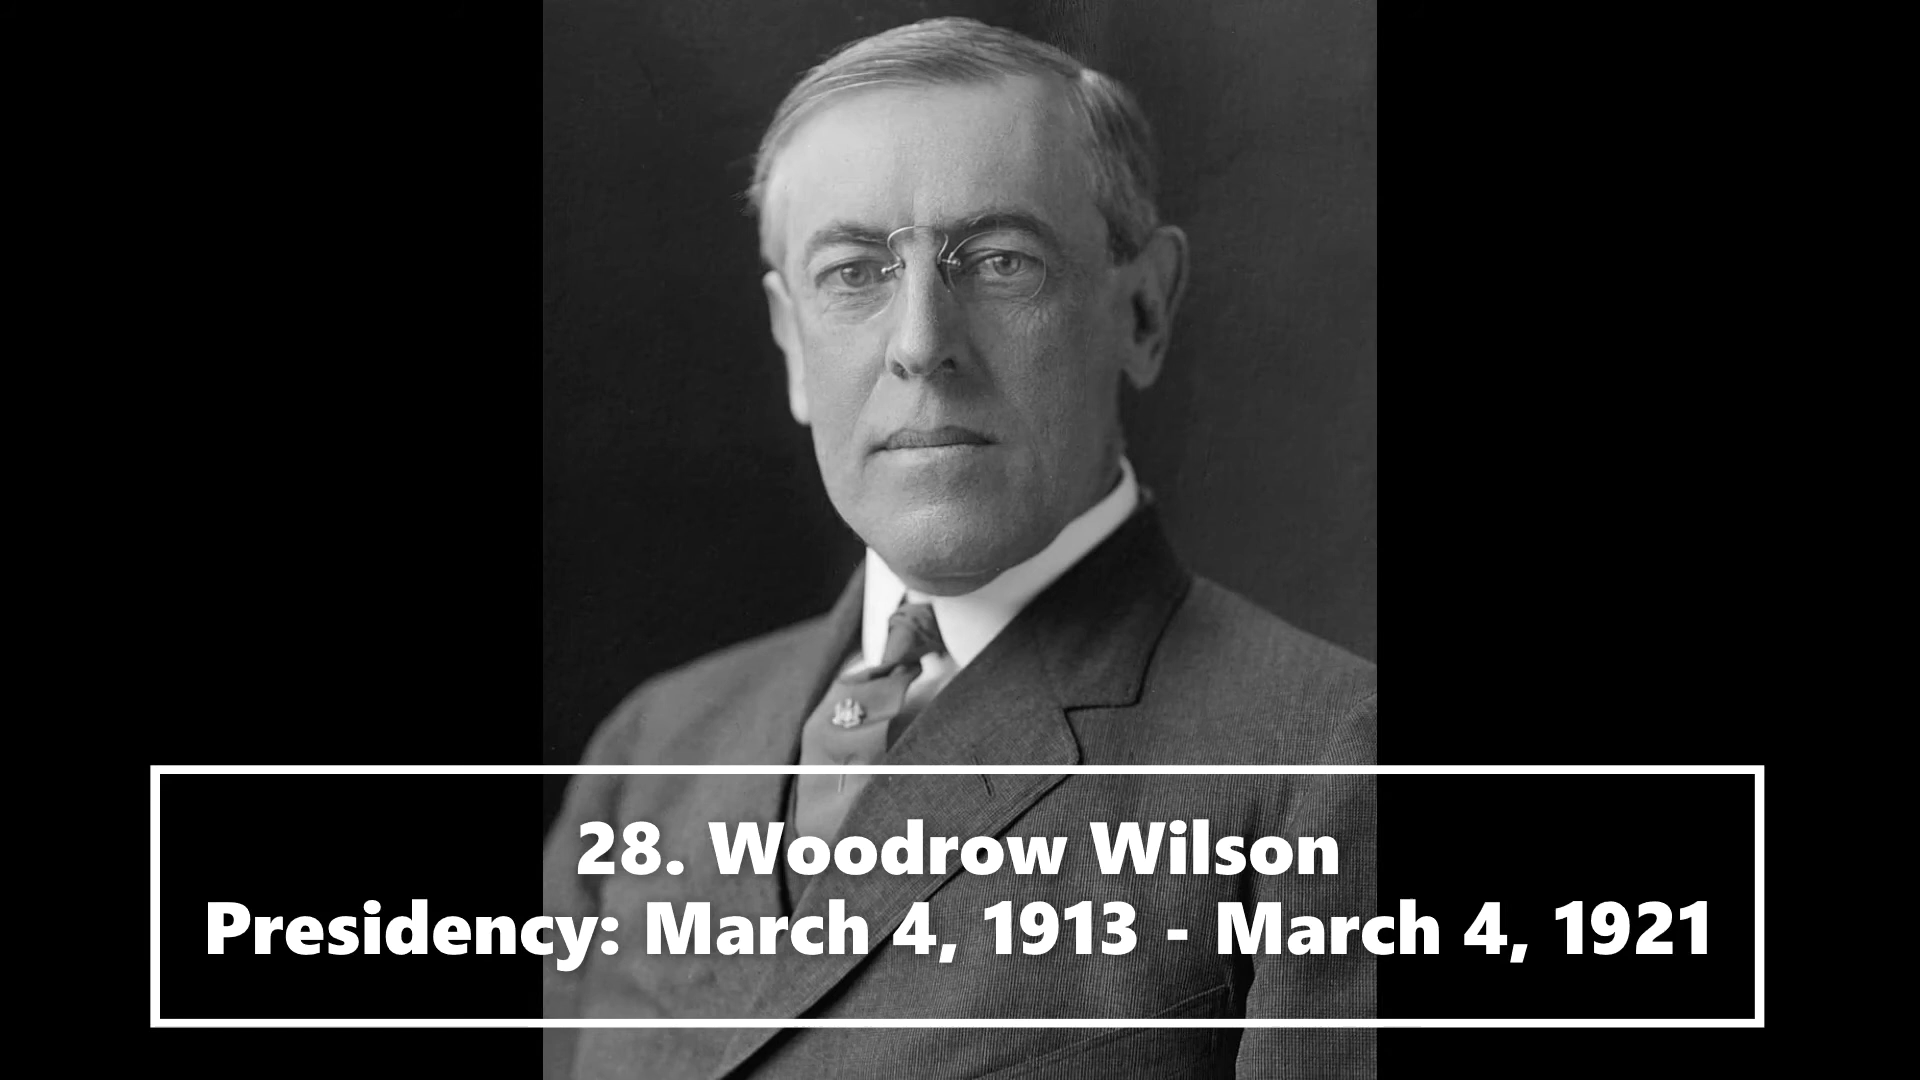 28. Woodrow Wilson
Presidency: March 4, 1913 - March 4, 1921